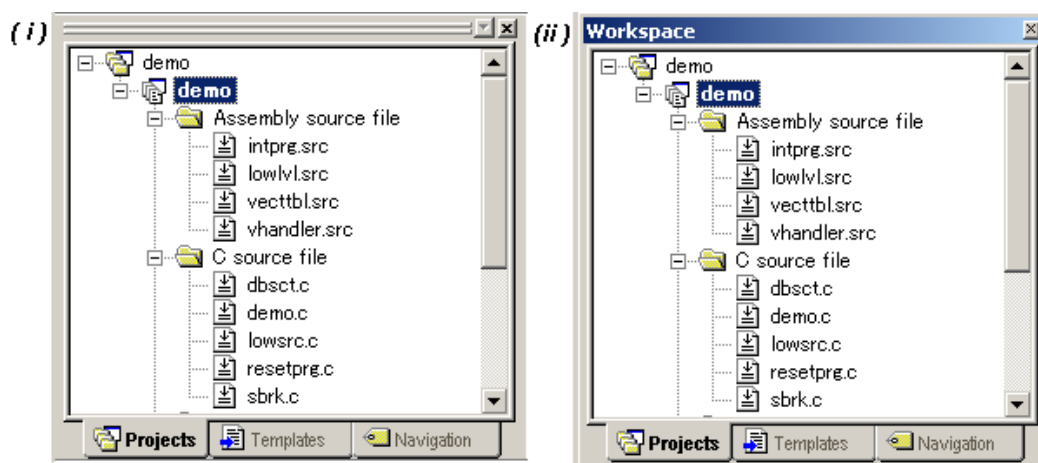 (i)
demo
demo
Assembly source file
intprg.src
lowlvl.src
vecttbl.src
vhandler.src
C source file
dbsct.c
demo.c
lowsrc.c
resetprg.c
sbrk.c
Projects Templates Navigation
(ii) Workspace
demo
demo
Assembly source file
intprg.src
lowlvl.src
vecttbl.src
vhandler.src
C source file
dbsct.c
demo.c
lowsrc.c
resetprg.c
sbrk.c
Projects Templates Navigation